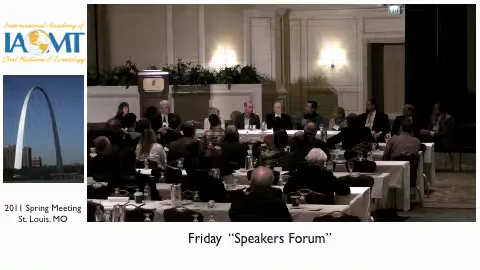 International Academy of
IAOMT
Oral Medicine & Toxicology
2011 Spring Meeting
St. Louis, MO
Friday "Speakers Forum"